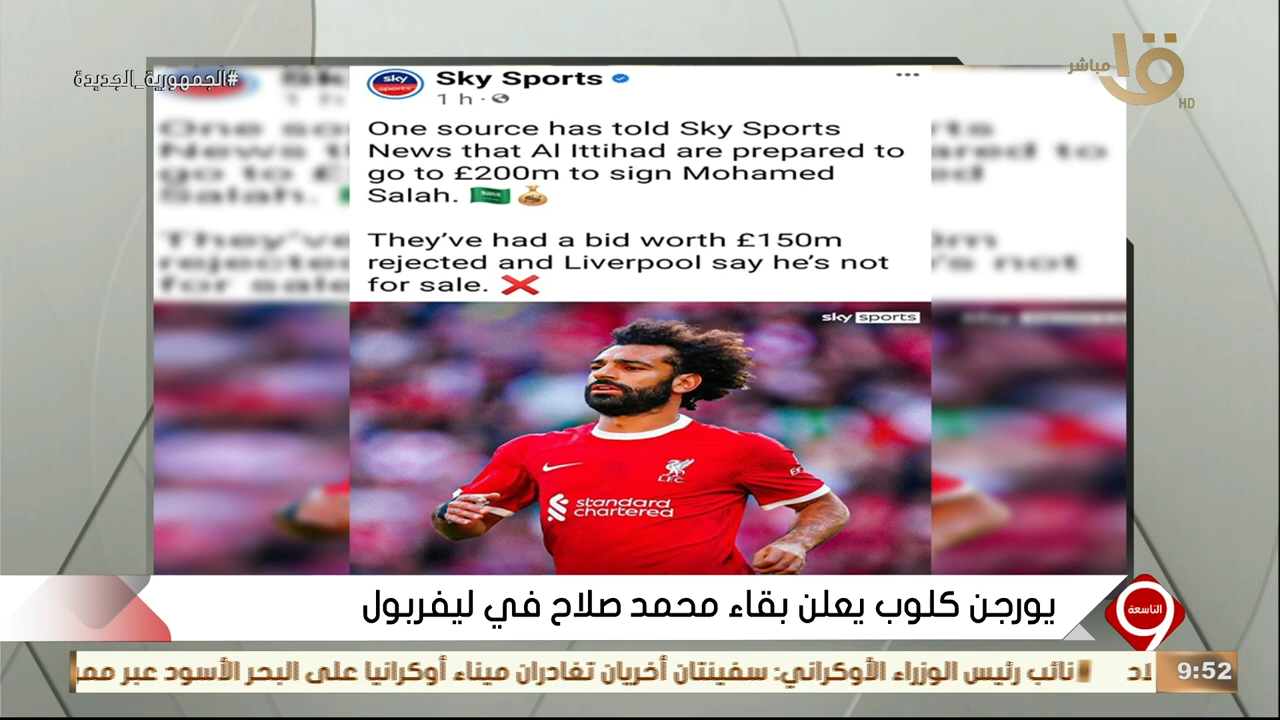 #الجمهورية_الجديدة
مباشر
HD
sky sports
Sky Sports
1 h
One source has told Sky Sports
News that Al Ittihad are prepared to
go to £200m to sign Mohamed
Salah. 🇸🇦💰
They've had a bid worth £150m
rejected and Liverpool say he's not
for sale. ❌
sky sports
L.F.C.
standard
chartered
يورجن كلوب يعلن بقاء محمد صلاح في ليفربول
التاسعة
9
نائب رئيس الوزراء الأوكراني: سفينتان أخريان تغادران ميناء أوكرانيا على البحر الأسود عبر
9:52